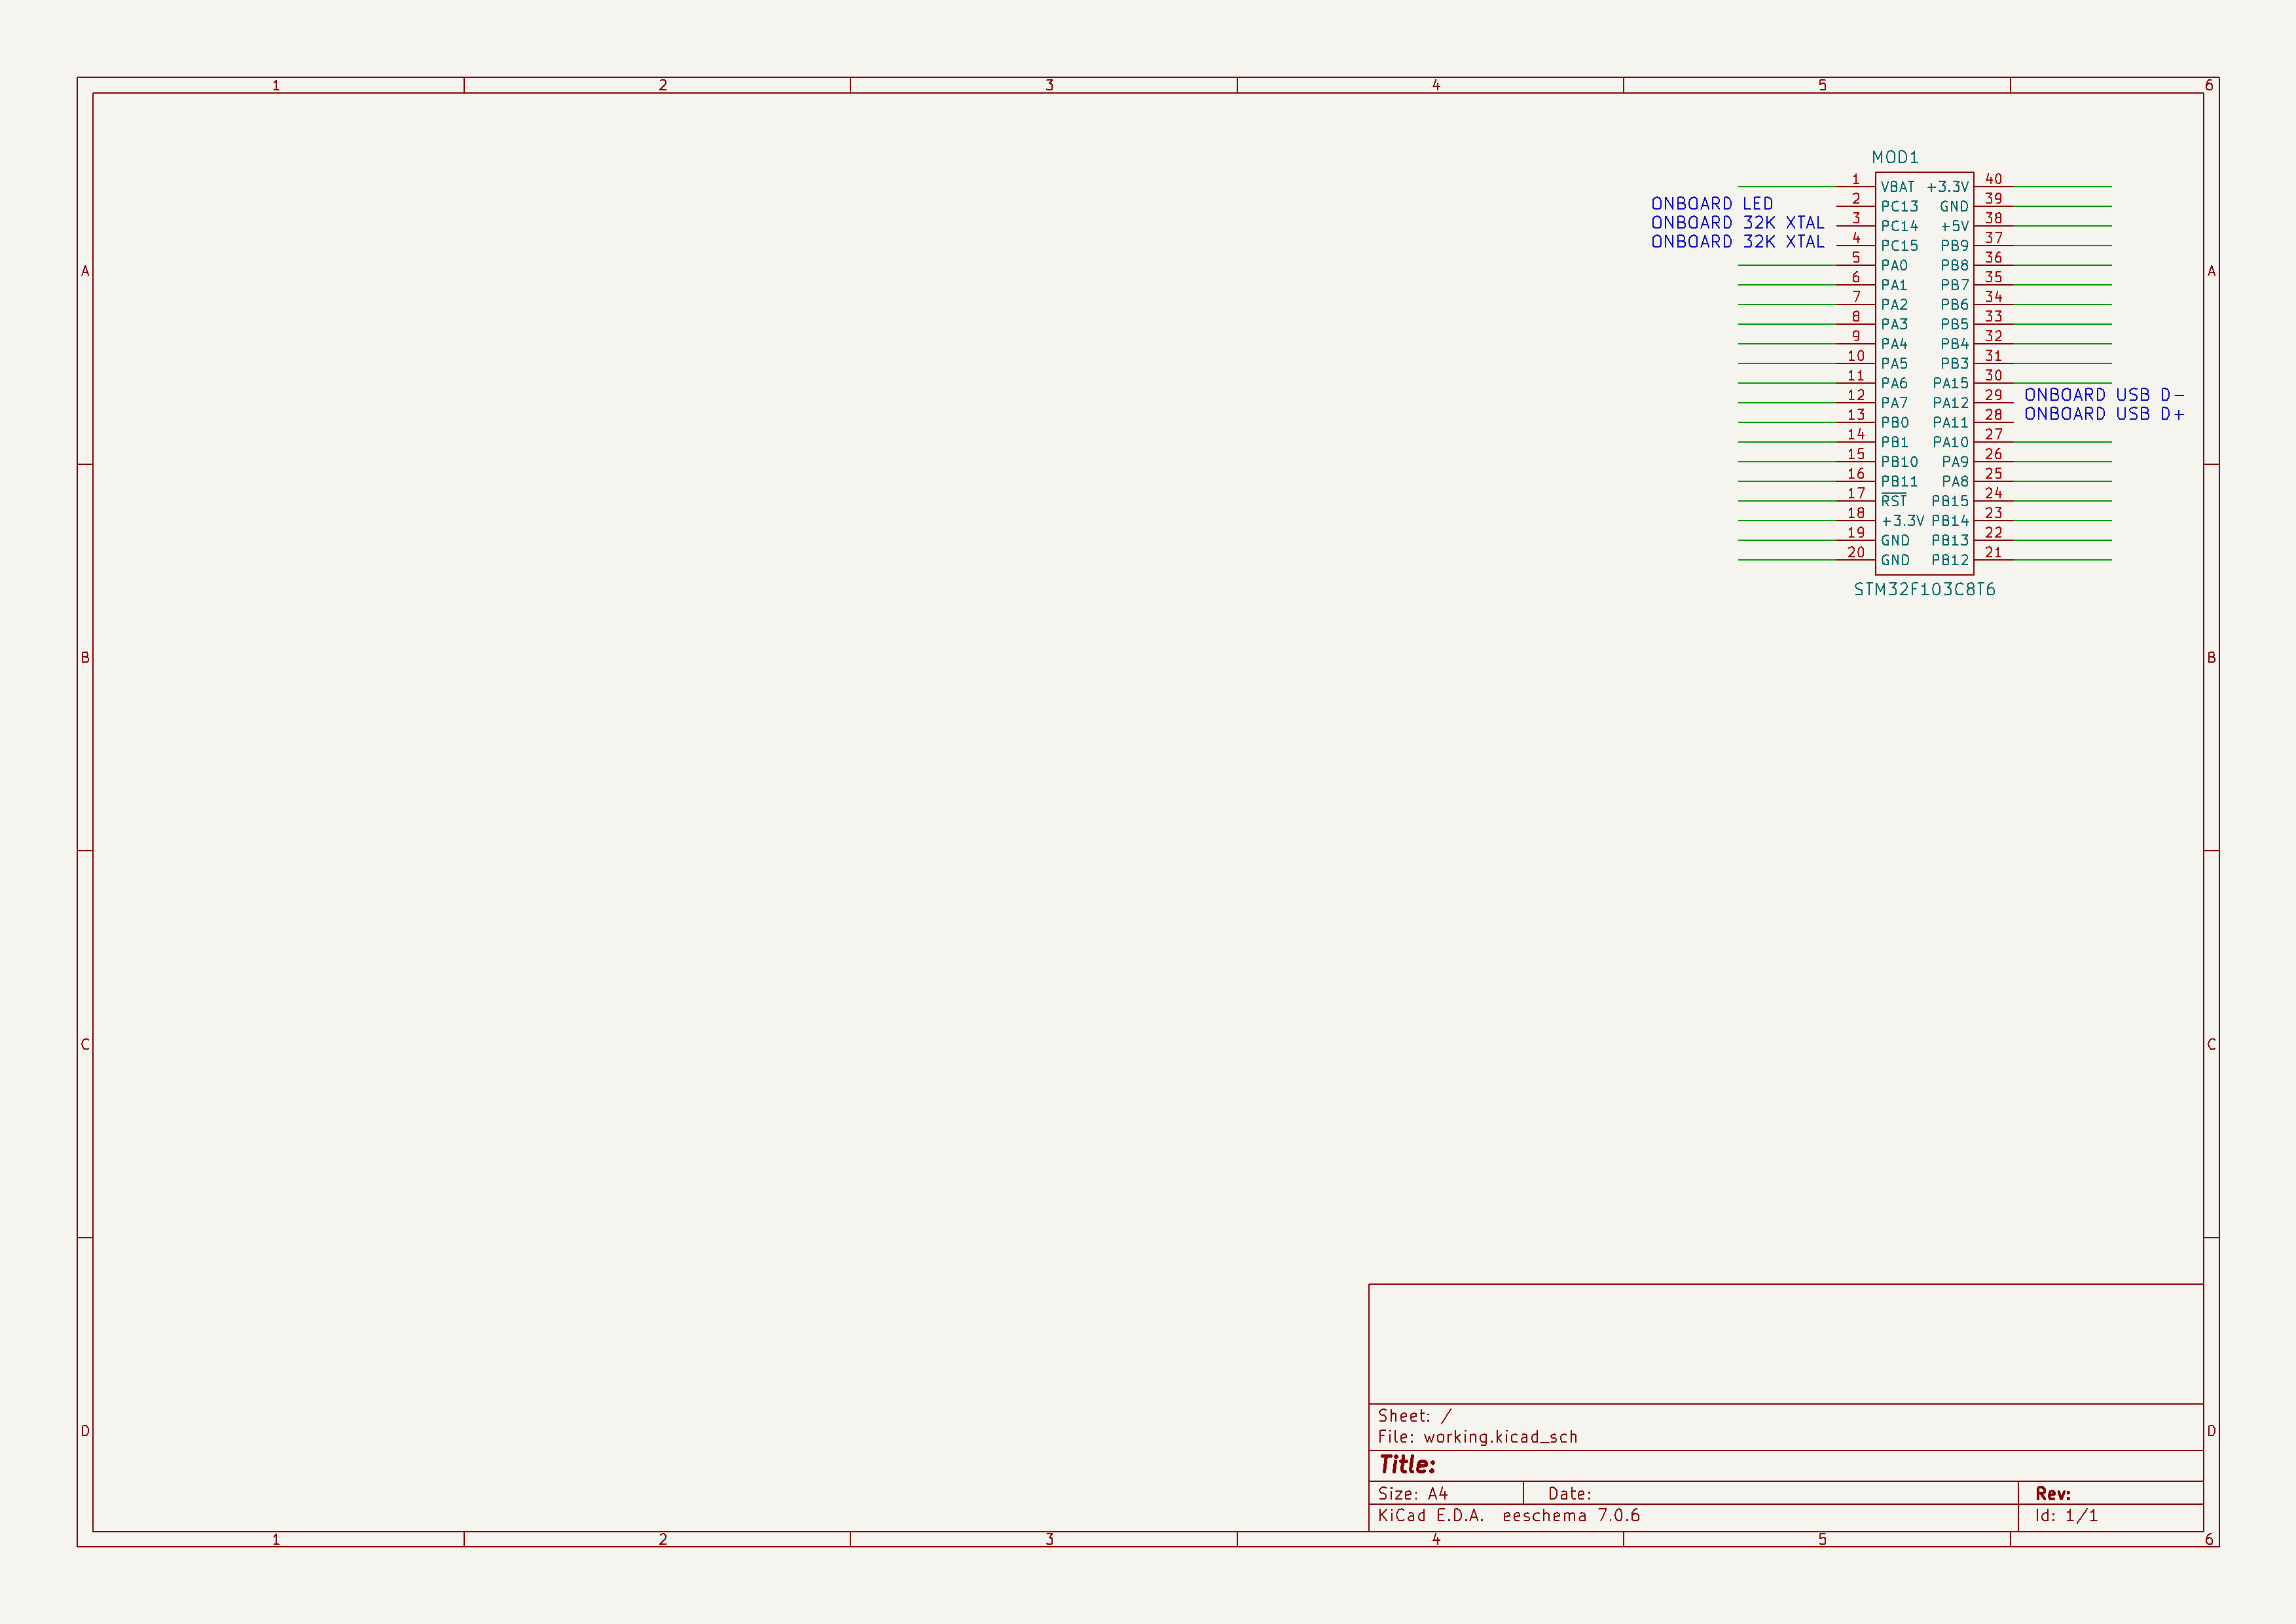 1 2 3 4 5 6
MOD1
1 VBAT +3.3V 40
ONBOARD LED 2 PC13 GND 39
ONBOARD 32K XTAL 3 PC14 +5V 38
ONBOARD 32K XTAL 4 PC15 PB9 37
5 PA0 PB8 36
A A
6 PA1 PB7 35
7 PA2 PB6 34
8 PA3 PB5 33
9 PA4 PB4 32
10 PA5 PB3 31
11 PA6 PA15 30
12 PA7 PA12 29 ONBOARD USB D-
13 PB0 PA11 28 ONBOARD USB D+
14 PB1 PA10 27
15 PB10 PA9 26
16 PB11 PA8 25
17 RST PB15 24
18 +3.3V PB14 23
19 GND PB13 22
20 GND PB12 21
STM32F103C8T6
B B
C C
Sheet: /
D D
File: working.kicad_sch
Title:
Size: A4 Date: Rev:
KiCad E.D.A. eeschema 7.0.6 Id: 1/1
1 2 3 4 5 6